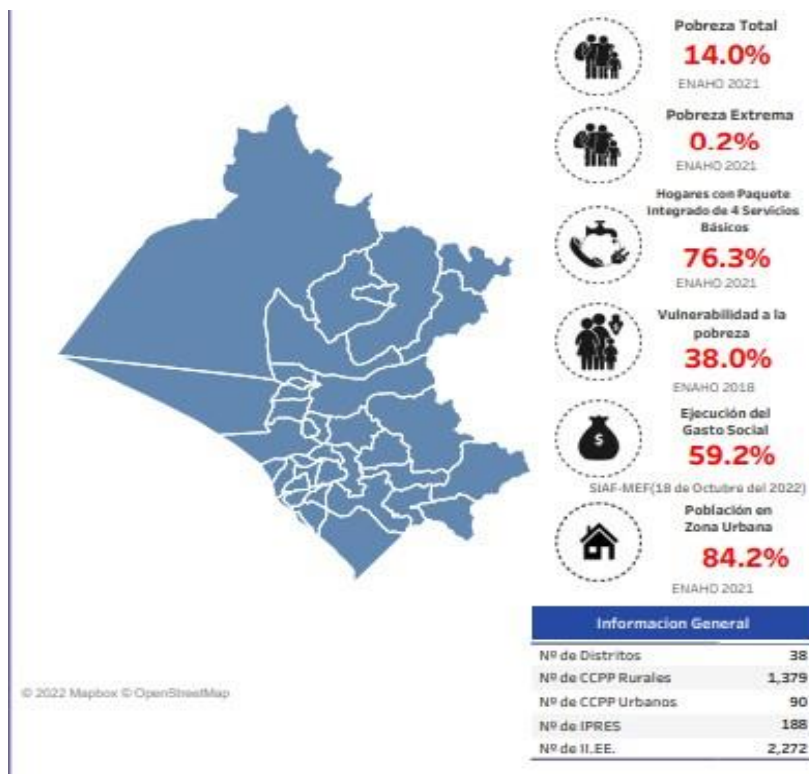 Pobreza Total
14.0%
ENAHO 2021
Pobreza Extrema
0.2%
ENAHO 2021
Hogares con Paquete
Integrado de 4 Servicios
Básicos
76.3%
ENAHO 2021
Vulnerabilidad a la
pobreza
38.0%
ENAHO 2018
Ejecución del
Gasto Social
59.2%
SIAF-MEF(18 de Octubre del 2022)
Población en
Zona Urbana
84.2%
ENAHO 2021
Informacion General
Nº de Distritos 38
Nº de CCPP Rurales 1,379
Nº de CCPP Urbanos 90
Nº de IPRES 188
Nº de II.EE. 2,272
© 2022 Mapbox © OpenStreetMap